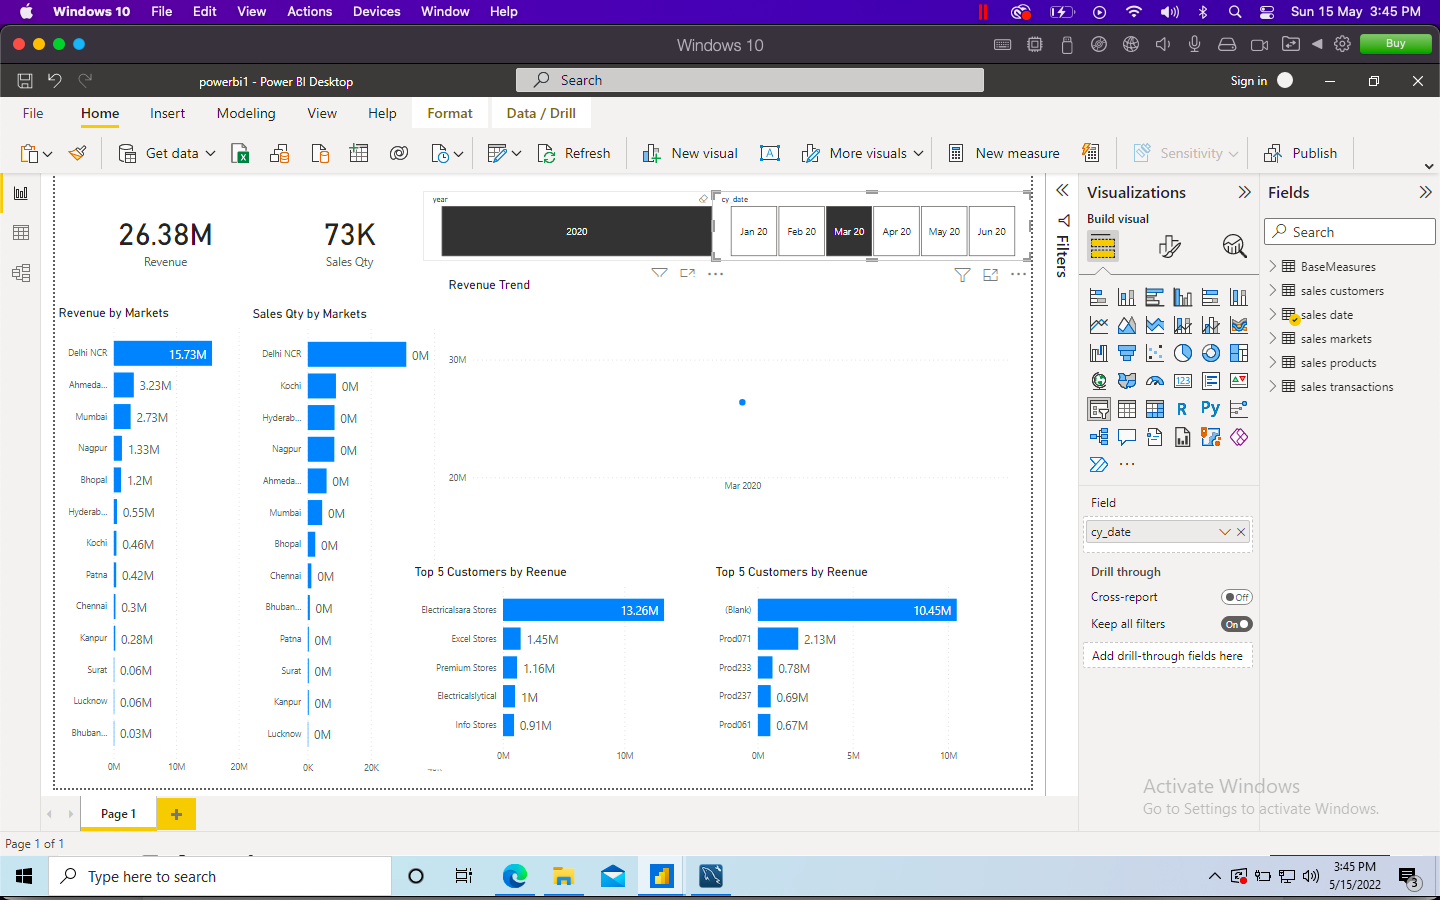 Windows 10 File Edit View Actions Devices Window Help Sun 15 May 3:45 PM
Windows 10 Buy
powerbi1 - Power BI Desktop Search Sign in
File Home Insert Modeling View Help Format Data / Drill
Get data Refresh New visual A More visuals New measure Sensitivity Publish
26.38M
Revenue
73K
Sales Qty
year
2020
cy_date
Jan 20 Feb 20 Mar 20 Apr 20 May 20 Jun 20
Revenue Trend
30M
20M
Mar 2020
Revenue by Markets
Delhi NCR 15.73M
Ahmeda... 3.23M
Mumbai 2.73M
Nagpur 1.33M
Bhopal 1.2M
Hyderab... 0.55M
Kochi 0.46M
Patna 0.42M
Chennai 0.3M
Kanpur 0.28M
Surat 0.06M
Lucknow 0.06M
Bhuban... 0.03M
0M 10M 20M
Sales Qty by Markets
Delhi NCR 0M
Kochi 0M
Hyderab... 0M
Nagpur 0M
Ahmeda... 0M
Mumbai 0M
Bhopal 0M
Chennai 0M
Bhuban... 0M
Patna 0M
Surat 0M
Kanpur 0M
Lucknow 0M
0K 20K
Top 5 Customers by Reenue
Electricalsara Stores 13.26M
Excel Stores 1.45M
Premium Stores 1.16M
Electricalslytical 1M
Info Stores 0.91M
0M 10M
Top 5 Customers by Reenue
(Blank) 10.45M
Prod071 2.13M
Prod233 0.78M
Prod237 0.69M
Prod061 0.67M
0M 5M 10M
Filters
Visualizations
Build visual
123
R Py
Field
cy_date
Drill through
Cross-report Off
Keep all filters On
Add drill-through fields here
Fields
Search
BaseMeasures
sales customers
sales date
sales markets
sales products
sales transactions
Activate Windows
Go to Settings to activate Windows.
Page 1
Page 1 of 1
Type here to search
3:45 PM
5/15/2022
3